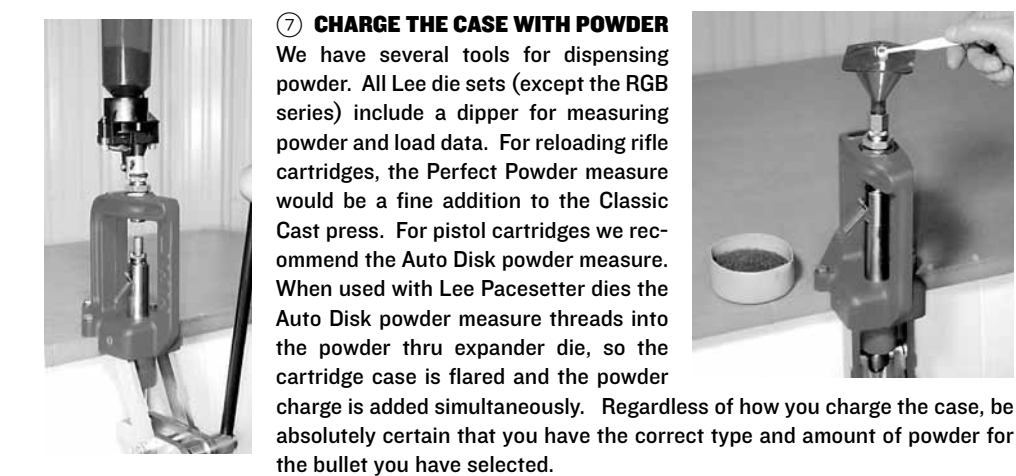 ⑦ CHARGE THE CASE WITH POWDER
We have several tools for dispensing
powder. All Lee die sets (except the RGB
series) include a dipper for measuring
powder and load data. For reloading rifle
cartridges, the Perfect Powder measure
would be a fine addition to the Classic
Cast press. For pistol cartridges we rec-
ommend the Auto Disk powder measure.
When used with Lee Pacesetter dies the
Auto Disk powder measure threads into
the powder thru expander die, so the
cartridge case is flared and the powder
charge is added simultaneously. Regardless of how you charge the case, be
absolutely certain that you have the correct type and amount of powder for
the bullet you have selected.